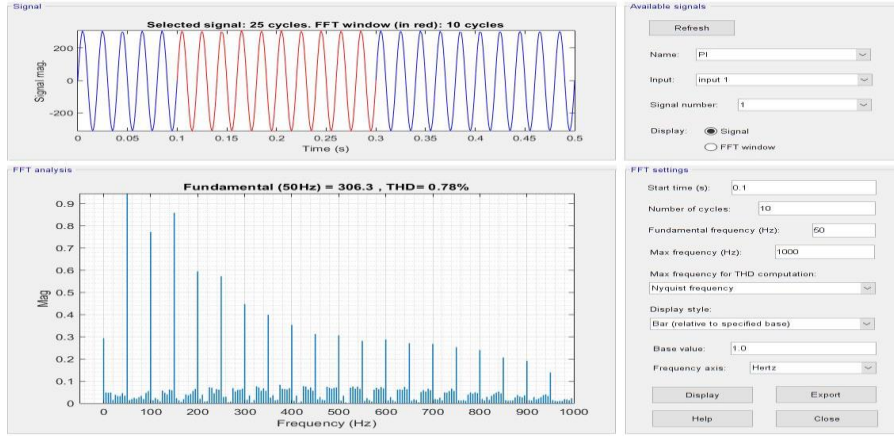 Signal
Selected signal: 25 cycles. FFT window (in red): 10 cycles
Signal mag.
200
0
-200
0 0.05 0.1 0.15 0.2 0.25 0.3 0.35 0.4 0.45 0.5
Time (s)
FFT analysis
Fundamental (50Hz) = 306.3 , THD= 0.78%
Mag
0.9
0.8
0.7
0.6
0.5
0.4
0.3
0.2
0.1
0
0 100 200 300 400 500 600 700 800 900 1000
Frequency (Hz)
Available signals
Refresh
Name: PI
Input: input 1
Signal number: 1
Display: Signal
FFT window
FFT settings
Start time (s): 0.1
Number of cycles: 10
Fundamental frequency (Hz): 50
Max frequency (Hz): 1000
Max frequency for THD computation:
Nyquist frequency
Display style:
Bar (relative to specified base)
Base value: 1.0
Frequency axis: Hertz
Display Export
Help Close